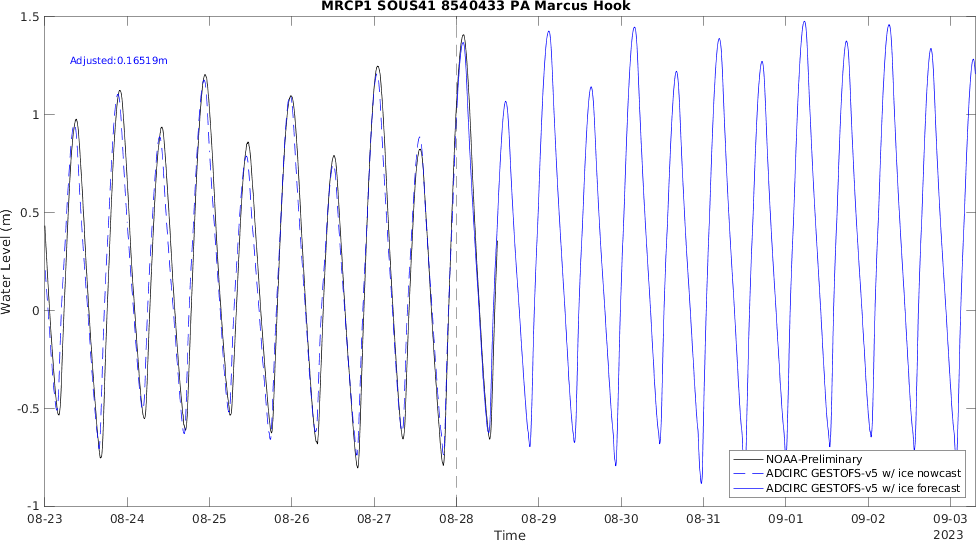 MRCP1 SOUS41 8540433 PA Marcus Hook
1.5
Adjusted:0.16519m
1
0.5
0
-0.5
-1
Water Level (m)
NOAA-Preliminary
ADCIRC GESTOFS-v5 w/ ice nowcast
ADCIRC GESTOFS-v5 w/ ice forecast
08-23 08-24 08-25 08-26 08-27 08-28 08-29 08-30 08-31 09-01 09-02 09-03
Time
2023